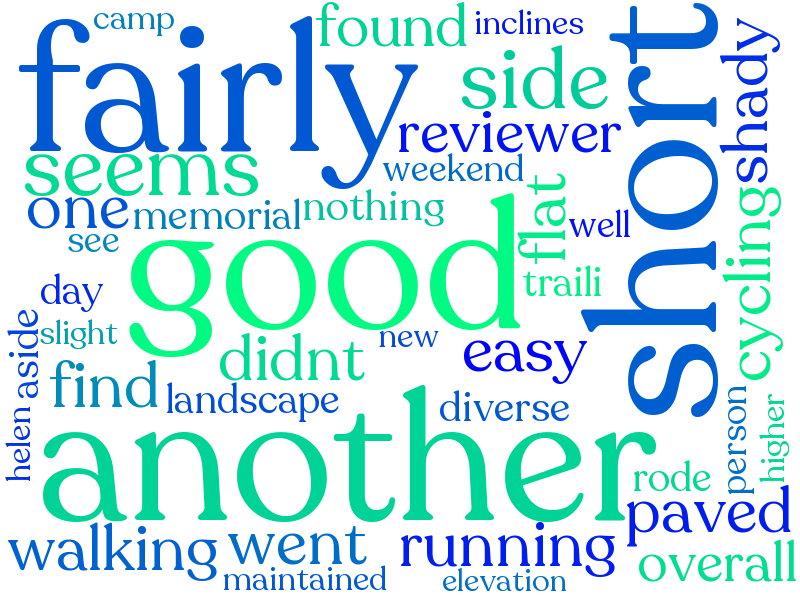 camp
found
inclines
short
fairly
side
shady
reviewer
seems
weekend
one
memorial
nothing
flat
well
cycling
see
good
traili
day
slight
new
aside
didnt
easy
find
landscape
diverse
helen
person
higher
another
rode
paved
walking
went
running
overall
maintained
elevation